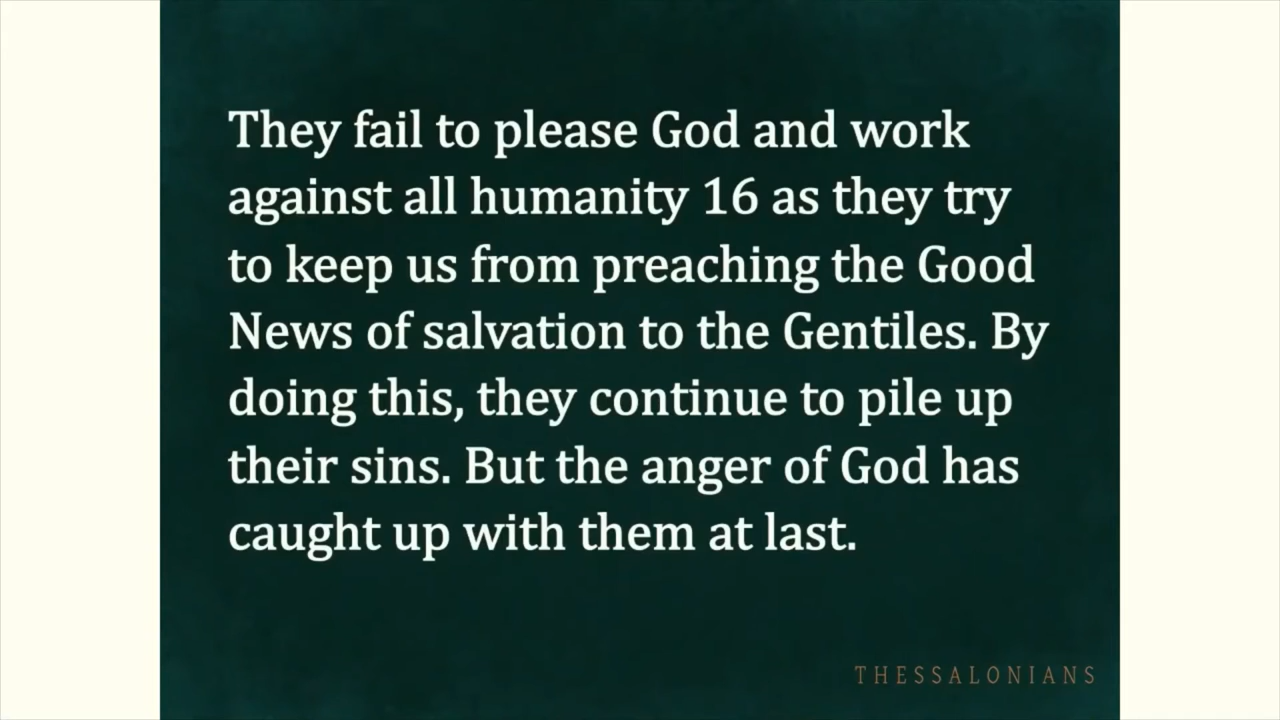 They fail to please God and work
against all humanity 16 as they try
to keep us from preaching the Good
News of salvation to the Gentiles. By
doing this, they continue to pile up
their sins. But the anger of God has
caught up with them at last.
THESSALONIANS